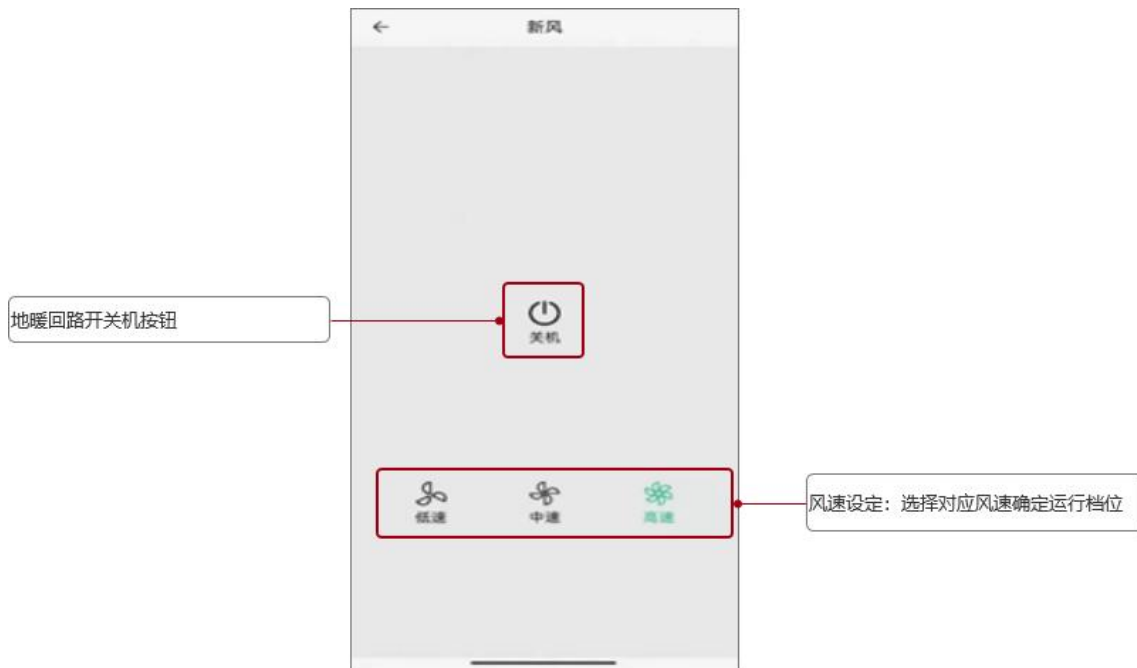 新风
地暖回路开关机按钮
关机
低速
中速
高速
风速设定：选择对应风速确定运行档位